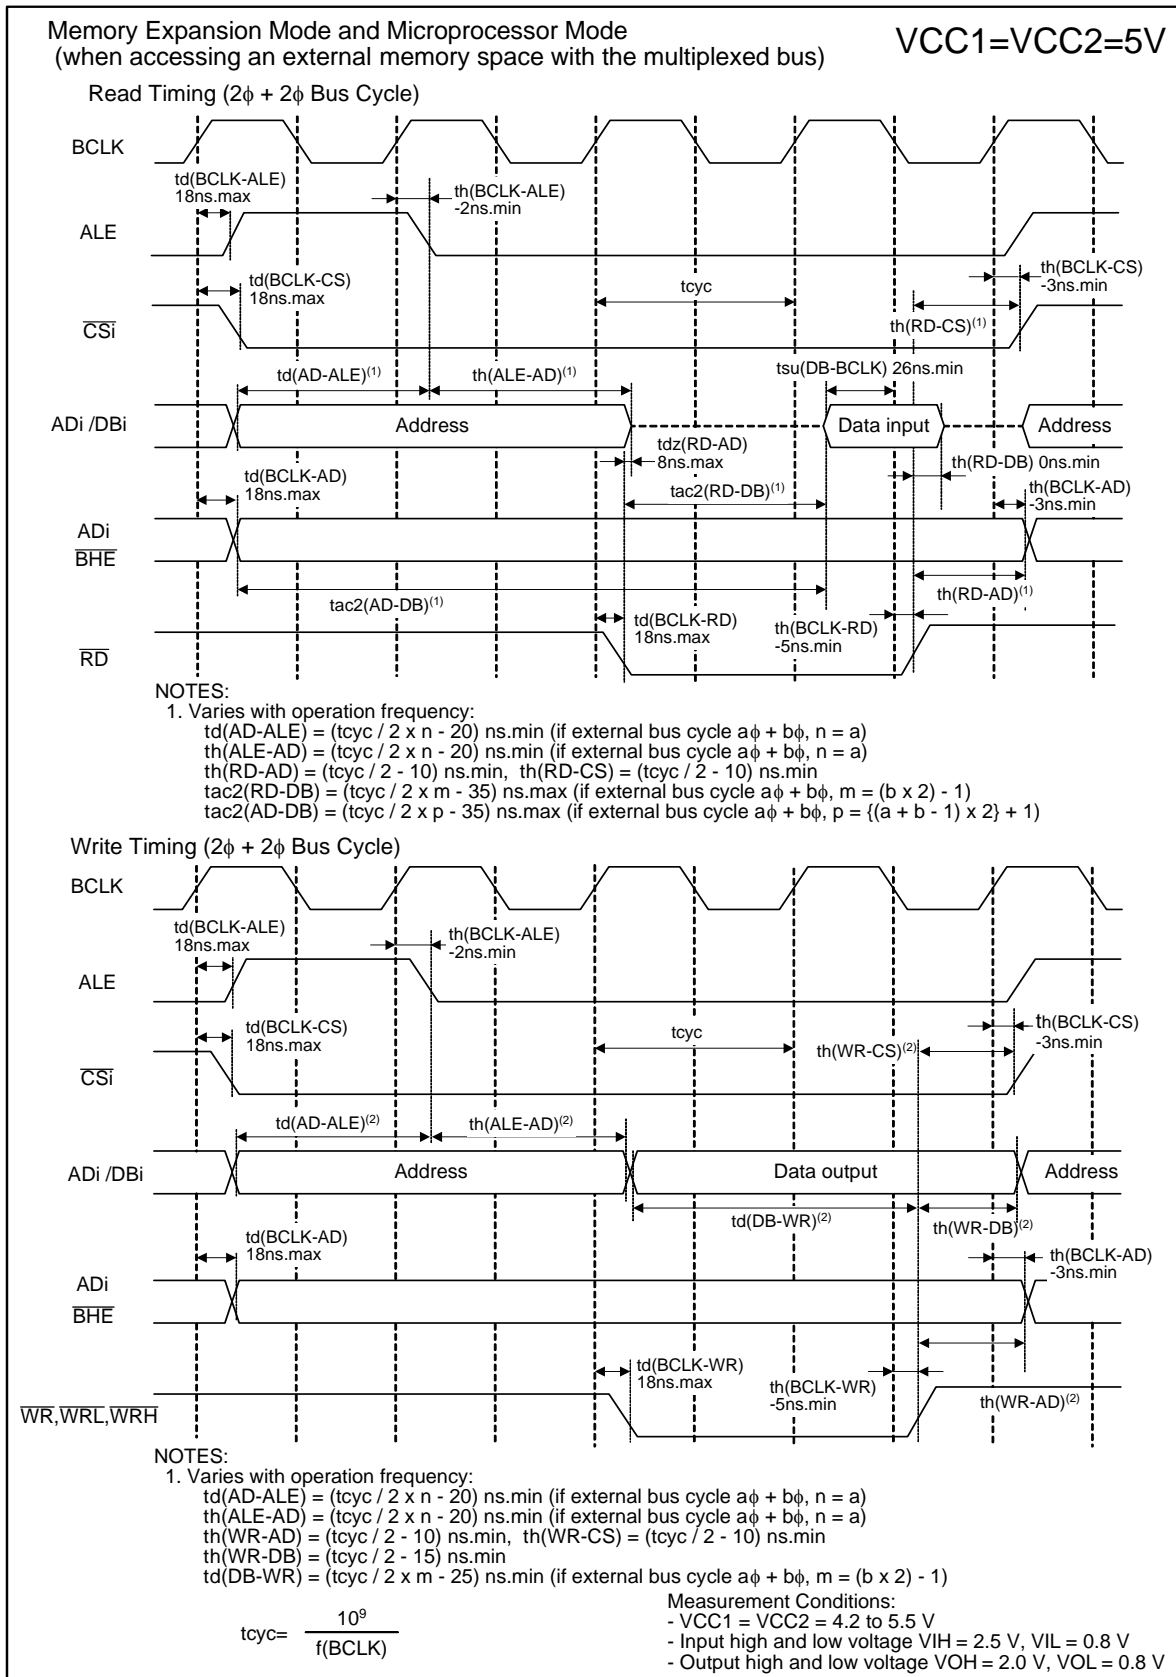 Memory Expansion Mode and Microprocessor Mode
(when accessing an external memory space with the multiplexed bus)
VCC1=VCC2=5V
Read Timing (2ϕ + 2ϕ Bus Cycle)
BCLK
td(BCLK-ALE)
18ns.max
th(BCLK-ALE)
-2ns.min
ALE
td(BCLK-CS)
18ns.max
th(BCLK-CS)
-3ns.min
tcyc
CSi
th(RD-CS)(1)
td(AD-ALE)(1)
th(ALE-AD)(1)
tsu(DB-BCLK) 26ns.min
ADi /DBi
Address
Data input
Address
tdz(RD-AD)
8ns.max
th(RD-DB) 0ns.min
td(BCLK-AD)
18ns.max
tac2(RD-DB)(1)
th(BCLK-AD)
-3ns.min
ADi
BHE
tac2(AD-DB)(1)
th(RD-AD)(1)
td(BCLK-RD)
18ns.max
th(BCLK-RD)
-5ns.min
RD
NOTES:
1. Varies with operation frequency:
td(AD-ALE) = (tcyc / 2 x n - 20) ns.min (if external bus cycle aϕ + bϕ, n = a)
th(ALE-AD) = (tcyc / 2 x n - 20) ns.min (if external bus cycle aϕ + bϕ, n = a)
th(RD-AD) = (tcyc / 2 - 10) ns.min, th(RD-CS) = (tcyc / 2 - 10) ns.min
tac2(RD-DB) = (tcyc / 2 x m - 35) ns.max (if external bus cycle aϕ + bϕ, m = (b x 2) - 1)
tac2(AD-DB) = (tcyc / 2 x p - 35) ns.max (if external bus cycle aϕ + bϕ, p = {(a + b - 1) x 2} + 1)
Write Timing (2ϕ + 2ϕ Bus Cycle)
BCLK
td(BCLK-ALE)
18ns.max
th(BCLK-ALE)
-2ns.min
ALE
td(BCLK-CS)
18ns.max
tcyc
th(BCLK-CS)
-3ns.min
th(WR-CS)(2)
CSi
td(AD-ALE)(2)
th(ALE-AD)(2)
ADi /DBi
Address
Data output
Address
td(DB-WR)(2)
th(WR-DB)(2)
td(BCLK-AD)
18ns.max
th(BCLK-AD)
-3ns.min
ADi
BHE
td(BCLK-WR)
18ns.max
th(BCLK-WR)
-5ns.min
th(WR-AD)(2)
WR,WRL,WRH
NOTES:
1. Varies with operation frequency:
td(AD-ALE) = (tcyc / 2 x n - 20) ns.min (if external bus cycle aϕ + bϕ, n = a)
th(ALE-AD) = (tcyc / 2 x n - 20) ns.min (if external bus cycle aϕ + bϕ, n = a)
th(WR-AD) = (tcyc / 2 - 10) ns.min, th(WR-CS) = (tcyc / 2 - 10) ns.min
th(WR-DB) = (tcyc / 2 - 15) ns.min
td(DB-WR) = (tcyc / 2 x m - 25) ns.min (if external bus cycle aϕ + bϕ, m = (b x 2) - 1)
tcyc=
10⁹
f(BCLK)
Measurement Conditions:
- VCC1 = VCC2 = 4.2 to 5.5 V
- Input high and low voltage VIH = 2.5 V, VIL = 0.8 V
- Output high and low voltage VOH = 2.0 V, VOL = 0.8 V